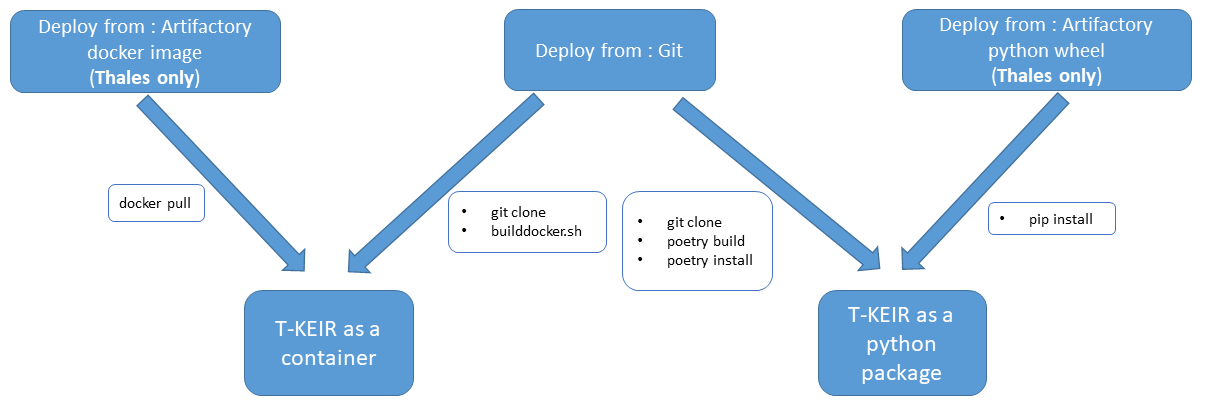 Deploy from : Artifactory
docker image
(Thales only)
Deploy from : Git
Deploy from : Artifactory
python wheel
(Thales only)
docker pull
• git clone
• builddocker.sh
• git clone
• poetry build
• poetry install
• pip install
T-KEIR as a
container
T-KEIR as a
python
package